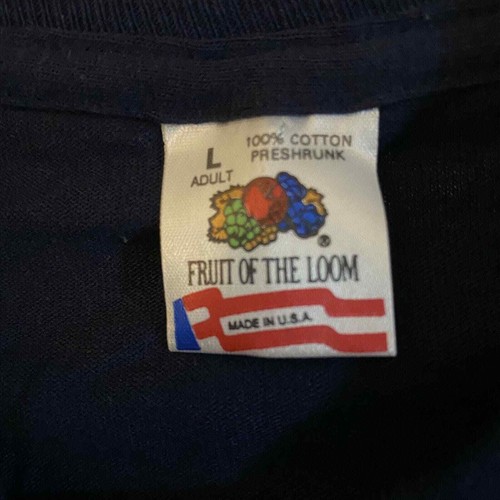 L
ADULT
100% COTTON
PRESHRUNK
®
FRUIT OF THE LOOM
MADE IN U.S.A.